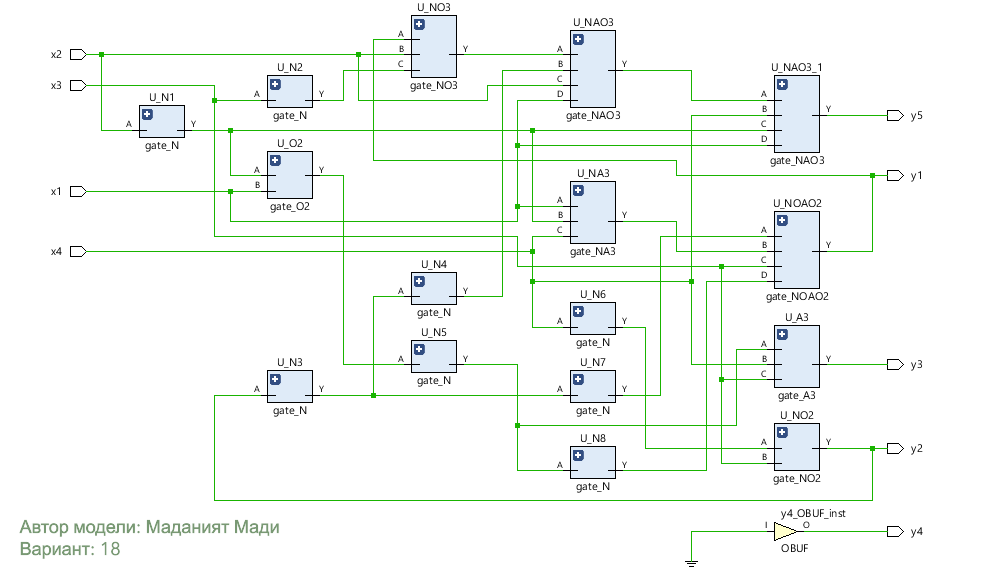 U_NO3
A
B
C
Y
gate_NO3
U_NAO3
A
B
C
D
Y
gate_NAO3
x2
x3
U_N2
A
Y
gate_N
U_N1
A
Y
gate_N
U_NAO3_1
A
B
C
D
Y
gate_NAO3
y5
U_O2
A
B
Y
gate_O2
x1
y1
U_NA3
A
B
C
Y
gate_NA3
U_NOAO2
A
B
C
D
Y
gate_NOAO2
x4
U_N4
A
Y
gate_N
U_N6
A
Y
gate_N
U_A3
A
B
C
Y
gate_A3
y3
U_N5
A
Y
gate_N
U_N3
A
Y
gate_N
U_N7
A
Y
gate_N
U_NO2
A
B
Y
gate_NO2
y2
U_N8
A
Y
gate_N
y4_OBUF_inst
I
O
OBUF
y4
Автор модели: Маданият Мади
Вариант: 18